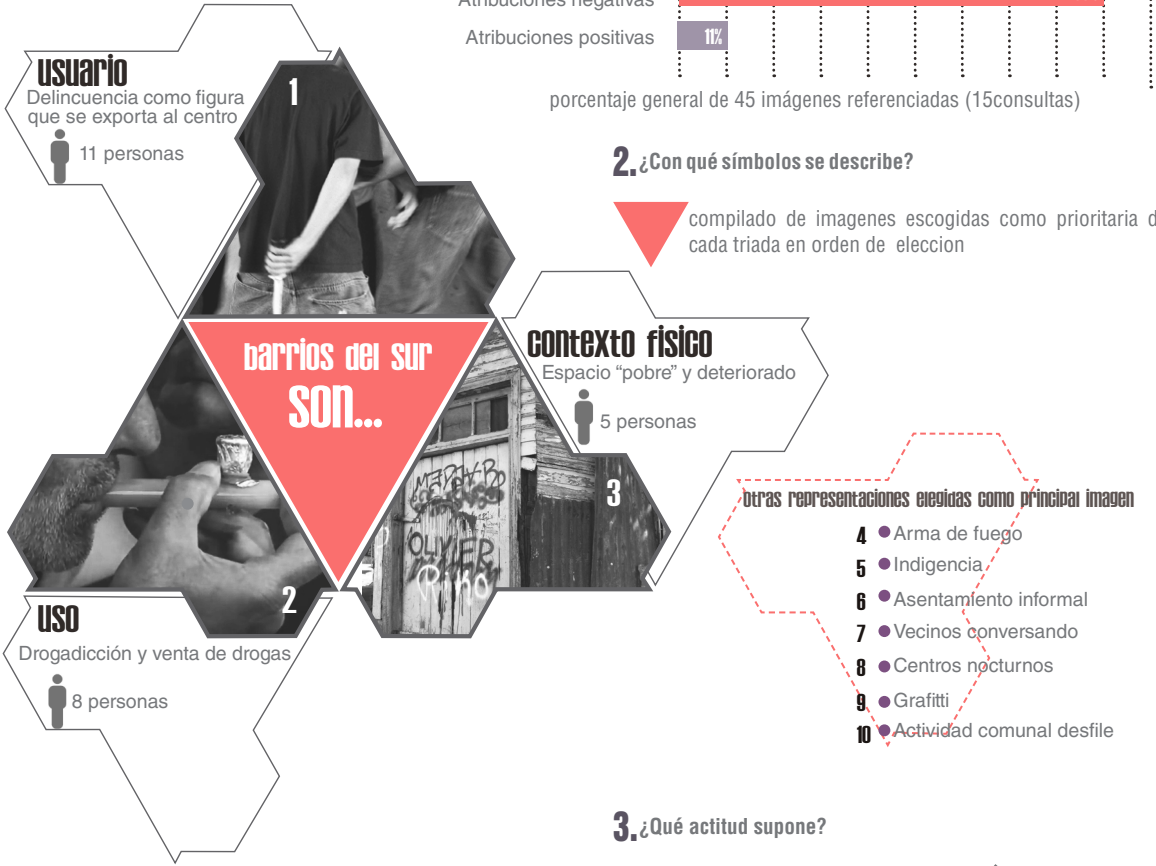 Atribuciones negativas
Atribuciones positivas
11%
porcentaje general de 45 imágenes referenciadas (15consultas)
usuario
Delincuencia como figura
que se exporta al centro
11 personas
1
2. ¿Con qué símbolos se describe?
compilado de imagenes escogidas como prioritaria d
cada triada en orden de eleccion
barrios del sur
son...
contexto físico
Espacio “pobre” y deteriorado
5 personas
3
OLIVIER
RIKO
2
uso
Drogadicción y venta de drogas
8 personas
otras representaciones elegidas como principal imagen
4 Arma de fuego
5 Indigencia
6 Asentamiento informal
7 Vecinos conversando
8 Centros nocturnos
9 Grafitti
10 Actividad comunal desfile
3. ¿Qué actitud supone?